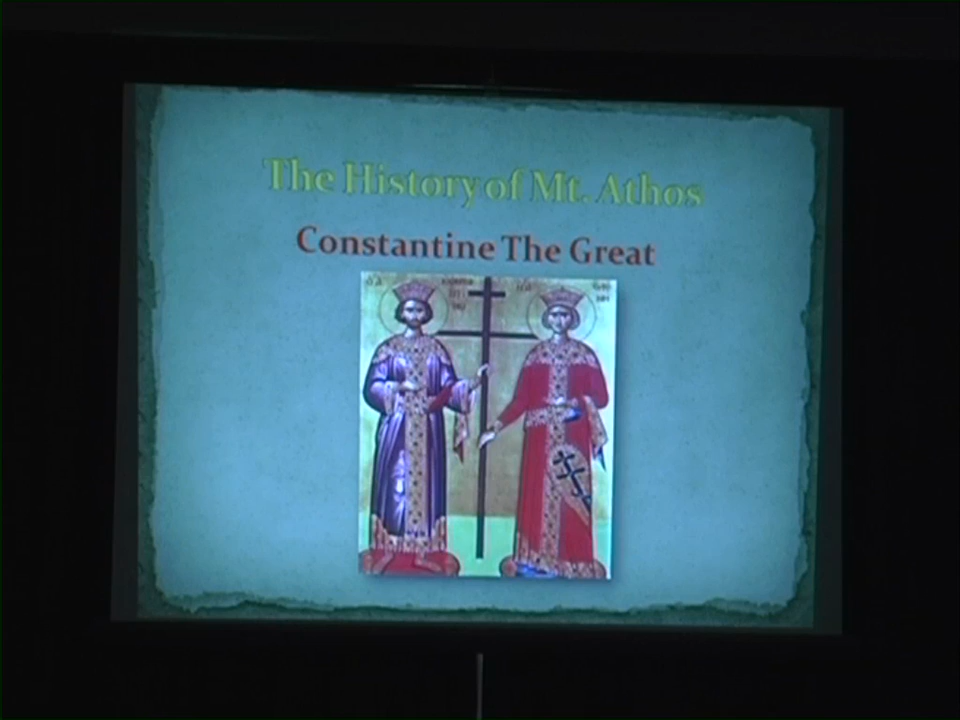 The History of Mt. Athos
Constantine The Great